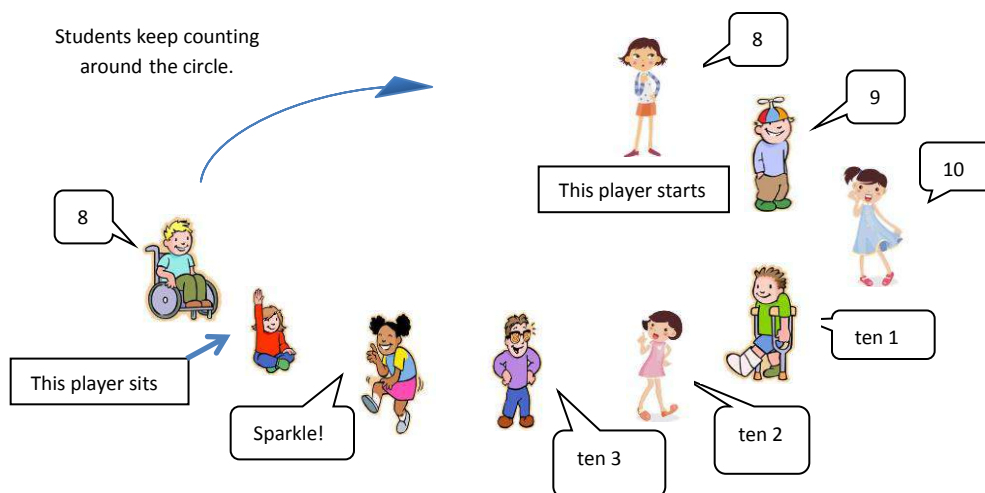 Students keep counting
around the circle.
8
9
This player starts
10
8
ten 1
This player sits
Sparkle!
ten 2
ten 3